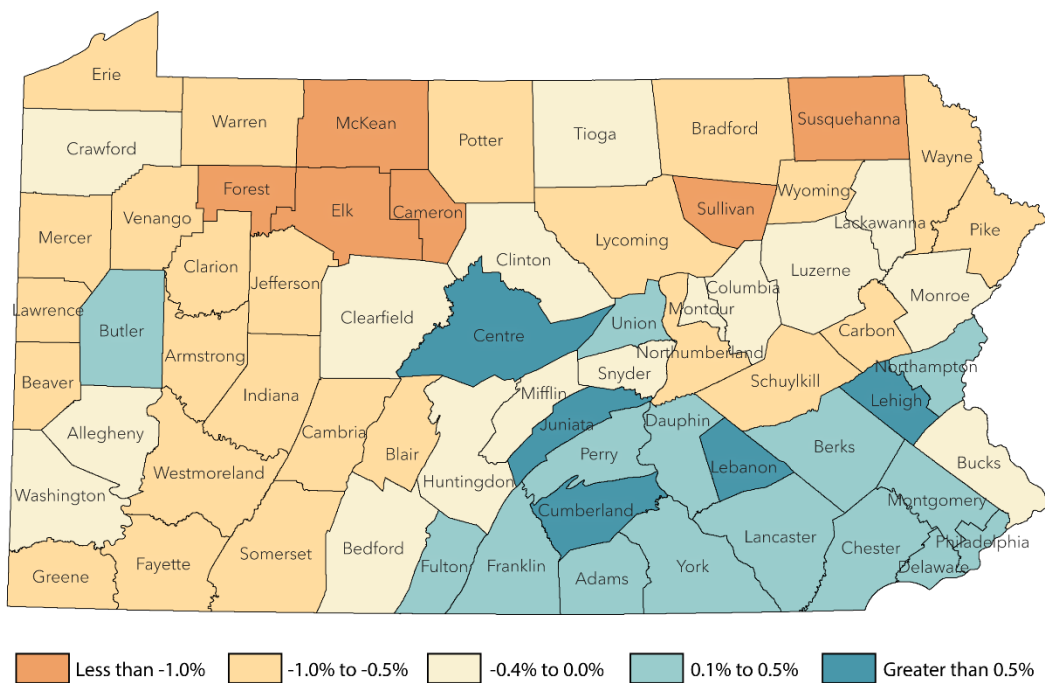 Erie
Warren
McKean
Potter
Tioga
Bradford
Susquehanna
Wayne
Crawford
Forest
Elk
Cameron
Sullivan
Wyoming
Lackawanna
Pike
Mercer
Venango
Clarion
Jefferson
Clinton
Lycoming
Luzerne
Monroe
Lawrence
Butler
Clearfield
Centre
Union
Montour
Columbia
Carbon
Beaver
Armstrong
Indiana
Snyder
Northumberland
Schuylkill
Northampton
Lehigh
Allegheny
Cambria
Blair
Mifflin
Juniata
Dauphin
Perry
Lebanon
Berks
Bucks
Washington
Westmoreland
Huntingdon
Cumberland
Montgomery
Philadelphia
Greene
Fayette
Somerset
Bedford
Fulton
Franklin
Adams
York
Lancaster
Chester
Delaware
Less than -1.0%
-1.0% to -0.5%
-0.4% to 0.0%
0.1% to 0.5%
Greater than 0.5%